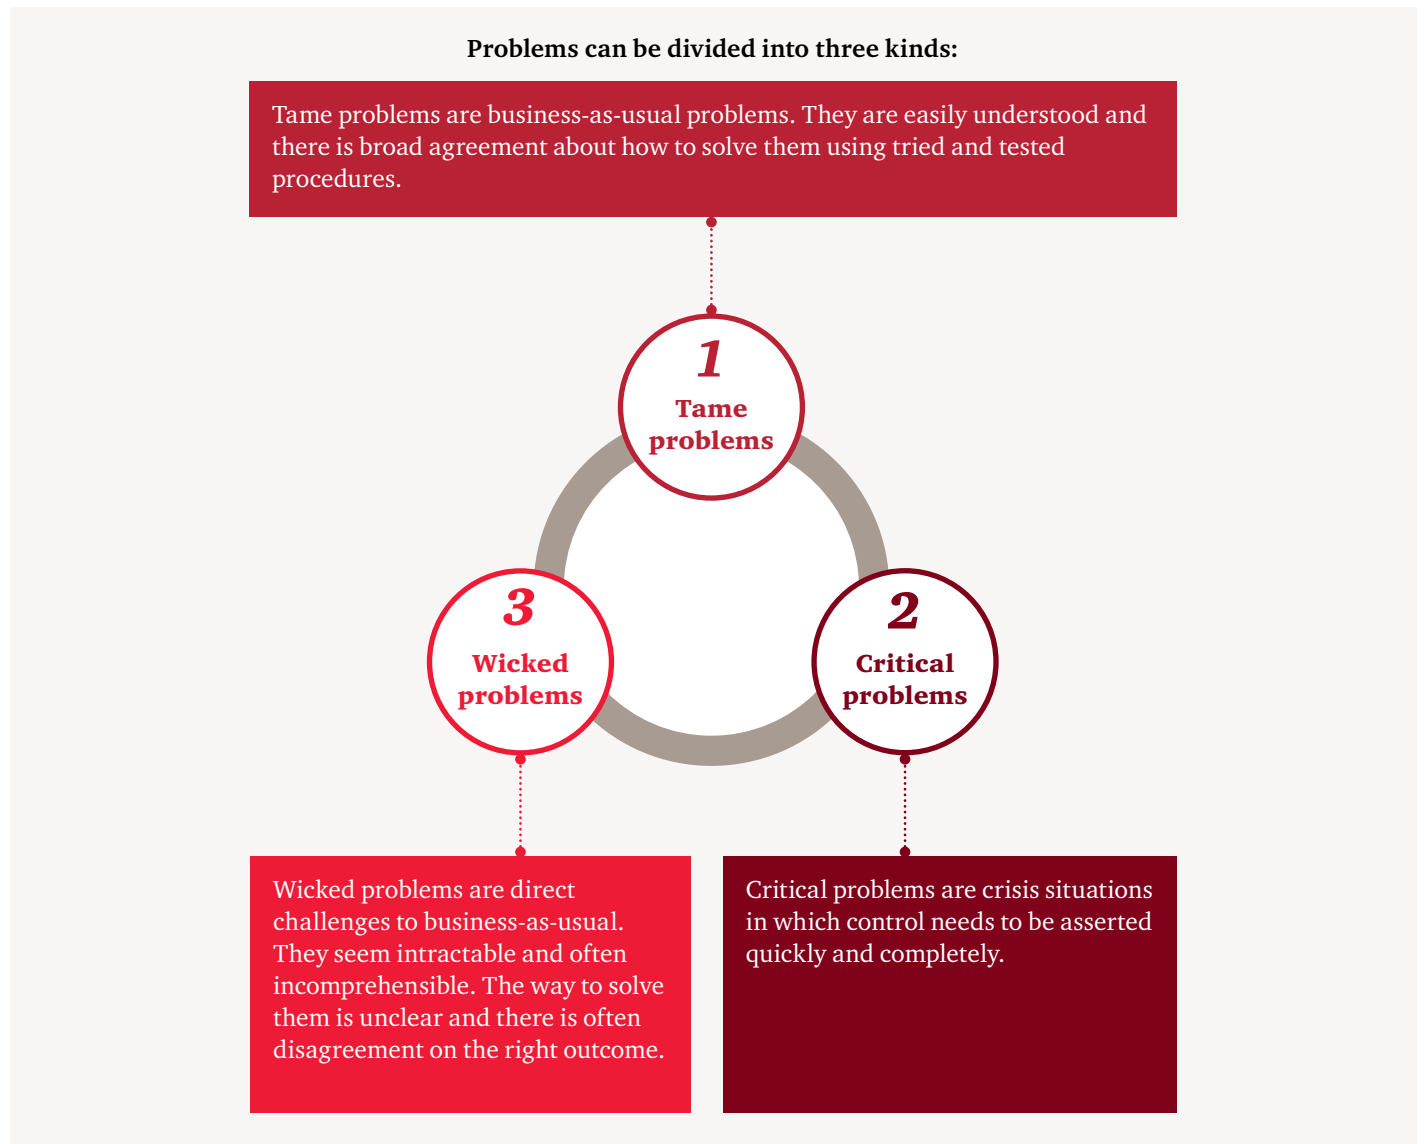 Problems can be divided into three kinds:
Tame problems are business-as-usual problems. They are easily understood and
there is broad agreement about how to solve them using tried and tested
procedures.
1
Tame
problems
3
Wicked
problems
2
Critical
problems
Wicked problems are direct
challenges to business-as-usual.
They seem intractable and often
incomprehensible. The way to solve
them is unclear and there is often
disagreement on the right outcome.
Critical problems are crisis situations
in which control needs to be asserted
quickly and completely.